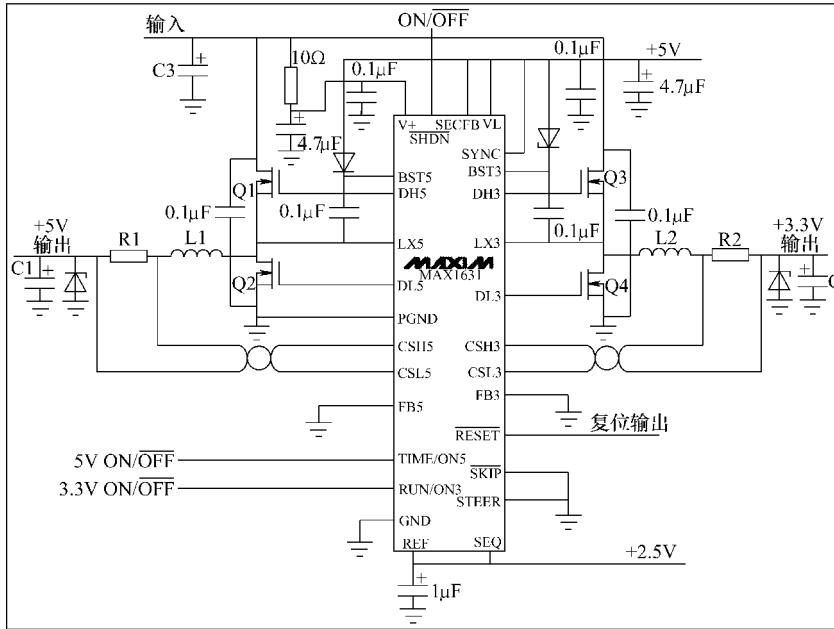 输入
ON/OFF
C3
10Ω
0.1μF
0.1μF
+5V
4.7μF
4.7μF
V+
SHDN
SECFB
VL
SYNC
BST5
BST3
Q1
DH5
DH3
Q3
0.1μF
0.1μF
0.1μF
0.1μF
+5V
输出
R1
L1
LX5
LX3
L2
R2
+3.3V
输出
C1
MAXIM
MAX1631
Q2
DL5
DL3
Q4
C
PGND
CSH5
CSH3
CSL5
CSL3
FB5
FB3
RESET
复位输出
5V ON/OFF
TIME/ON5
SKIP
3.3V ON/OFF
RUN/ON3
STEER
GND
REF
SEQ
+2.5V
1μF